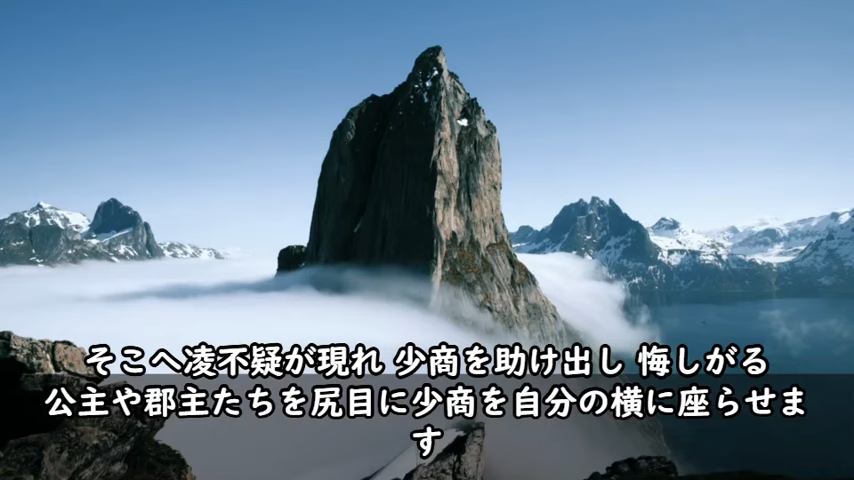 そこへ凌不疑が現れ 少商を助け出し 悔しがる
公主や郡主たちを尻目に少商を自分の横に座らせま
す